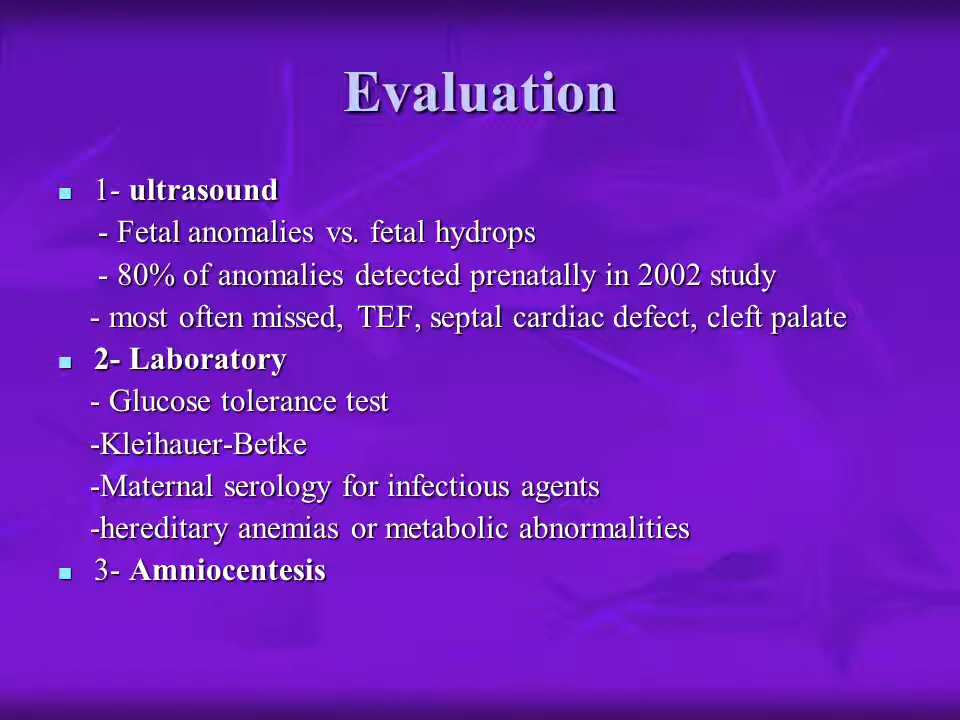 Evaluation
1- ultrasound
- Fetal anomalies vs. fetal hydrops
- 80% of anomalies detected prenatally in 2002 study
- most often missed, TEF, septal cardiac defect, cleft palate
2- Laboratory
- Glucose tolerance test
-Kleihauer-Betke
-Maternal serology for infectious agents
-hereditary anemias or metabolic abnormalities
3- Amniocentesis